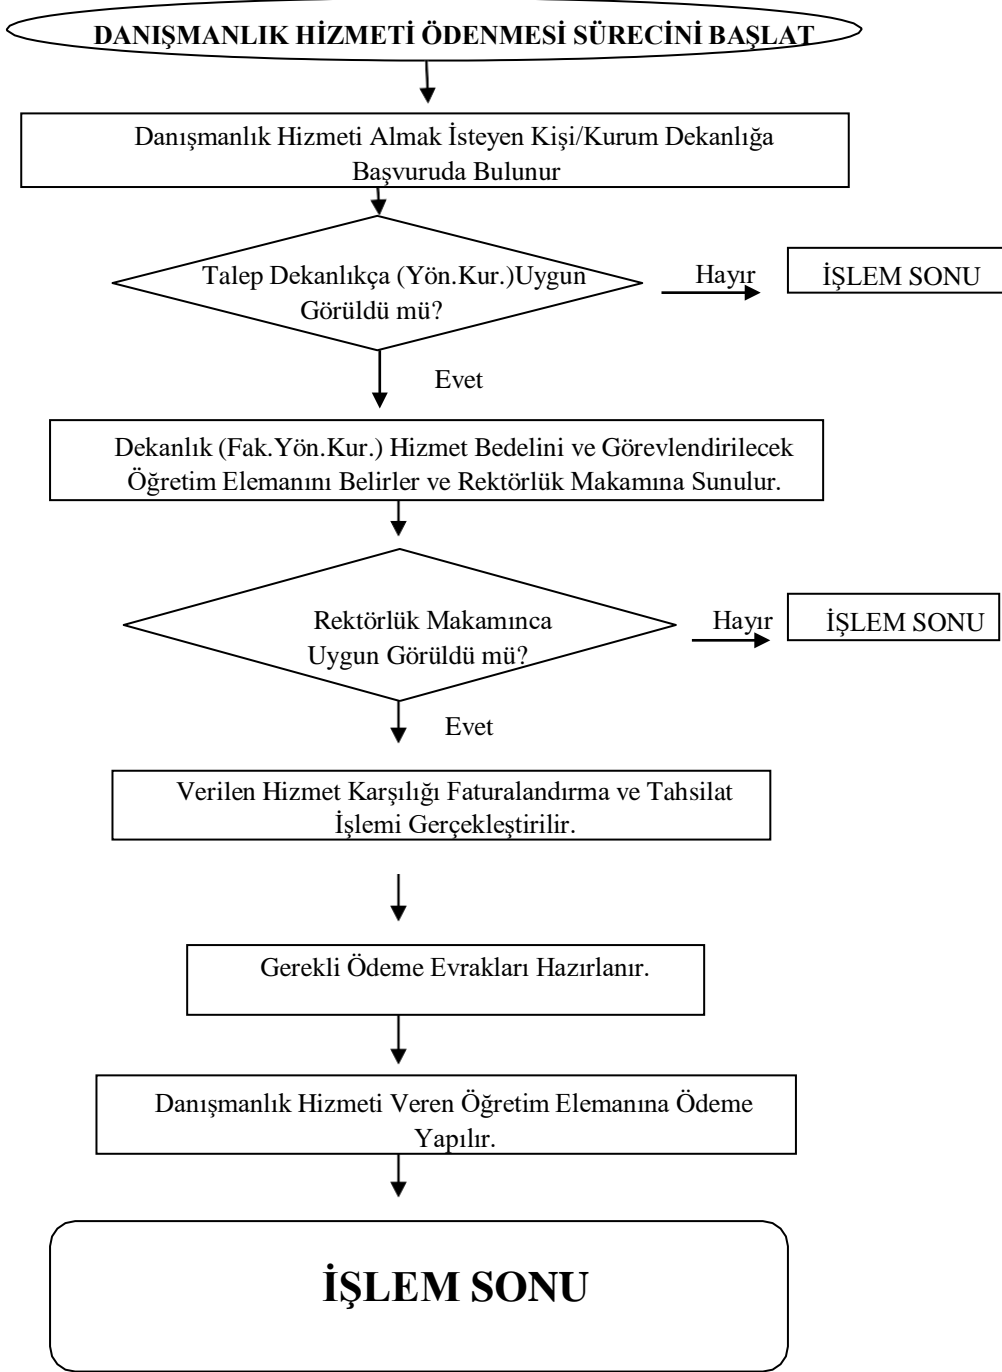 DANIŞMANLIK HİZMETİ ÖDENMESİ SÜRECİNİ BAŞLAT
Danışmanlık Hizmeti Almak İsteyen Kişi/Kurum Dekanlığa
Başvuruda Bulunur
Talep Dekanlıkça (Yön.Kur.)Uygun
Görüldü mü?
Hayır
İŞLEM SONU
Evet
Dekanlık (Fak.Yön.Kur.) Hizmet Bedelini ve Görevlendirilecek
Öğretim Elemanını Belirler ve Rektörlük Makamına Sunulur.
Rektörlük Makamınca
Uygun Görüldü mü?
Hayır
İŞLEM SONU
Evet
Verilen Hizmet Karşılığı Faturalandırma ve Tahsilat
İşlemi Gerçekleştirilir.
Gerekli Ödeme Evrakları Hazırlanır.
Danışmanlık Hizmeti Veren Öğretim Elemanına Ödeme
Yapılır.
İŞLEM SONU